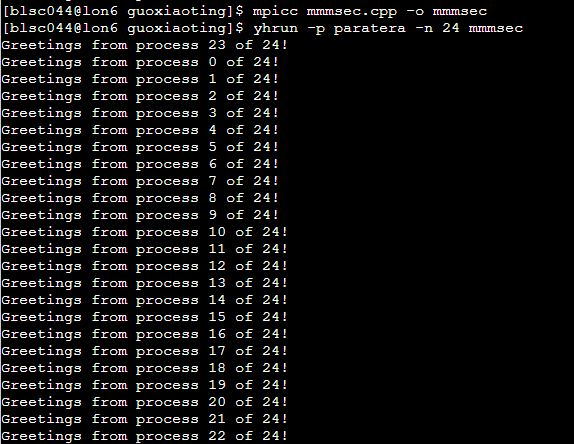 [blsc044@lon6 guoxiaoting]$ mpicc mmmsec.cpp -o mmmsec
[blsc044@lon6 guoxiaoting]$ yhrun -p paratera -n 24 mmmsec
Greetings from process 23 of 24!
Greetings from process 0 of 24!
Greetings from process 1 of 24!
Greetings from process 2 of 24!
Greetings from process 3 of 24!
Greetings from process 4 of 24!
Greetings from process 5 of 24!
Greetings from process 6 of 24!
Greetings from process 7 of 24!
Greetings from process 8 of 24!
Greetings from process 9 of 24!
Greetings from process 10 of 24!
Greetings from process 11 of 24!
Greetings from process 12 of 24!
Greetings from process 13 of 24!
Greetings from process 14 of 24!
Greetings from process 15 of 24!
Greetings from process 16 of 24!
Greetings from process 17 of 24!
Greetings from process 18 of 24!
Greetings from process 19 of 24!
Greetings from process 20 of 24!
Greetings from process 21 of 24!
Greetings from process 22 of 24!